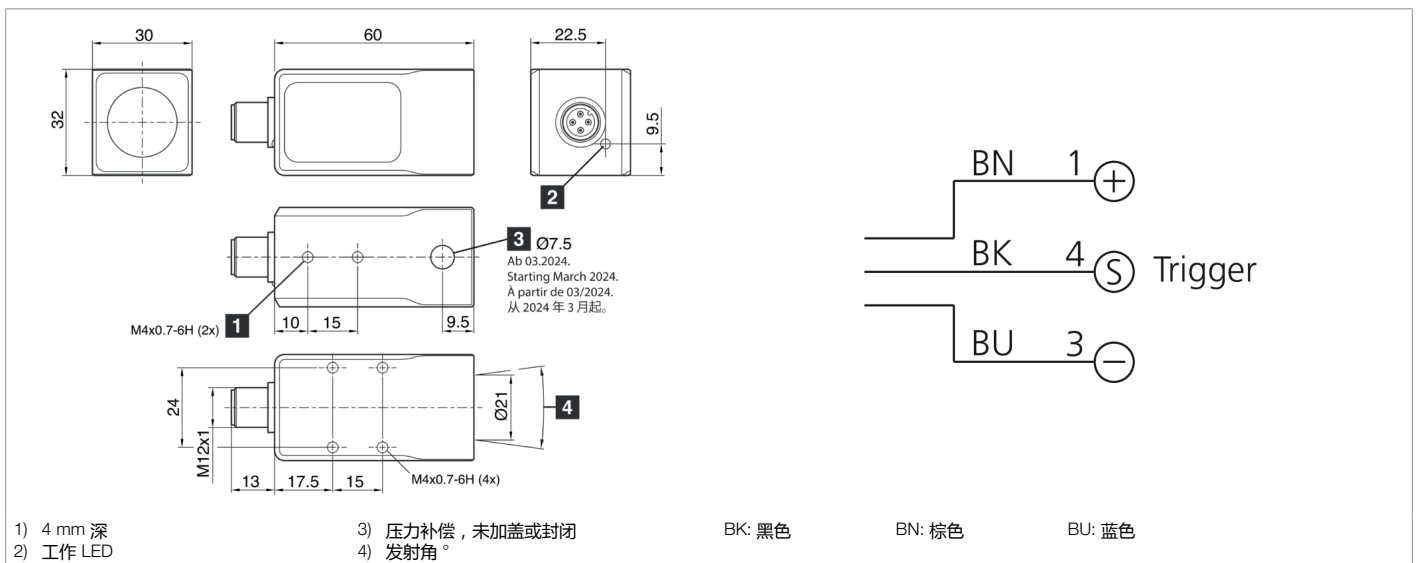 30
60
22.5
32
9.5
2
3 Ø7.5
Ab 03.2024.
Starting March 2024.
À partir de 03/2024.
从 2024 年 3 月起。
M4x0.7-6H (2x) 1
10
15
9.5
24
M12x1
Ø21
4
13
17.5
15
M4x0.7-6H (4x)
BN 1 +
BK 4 S Trigger
BU 3 −
1) 4 mm 深
2) 工作 LED
3) 压力补偿，未加盖或封闭
4) 发射角 °
BK: 黑色
BN: 棕色
BU: 蓝色